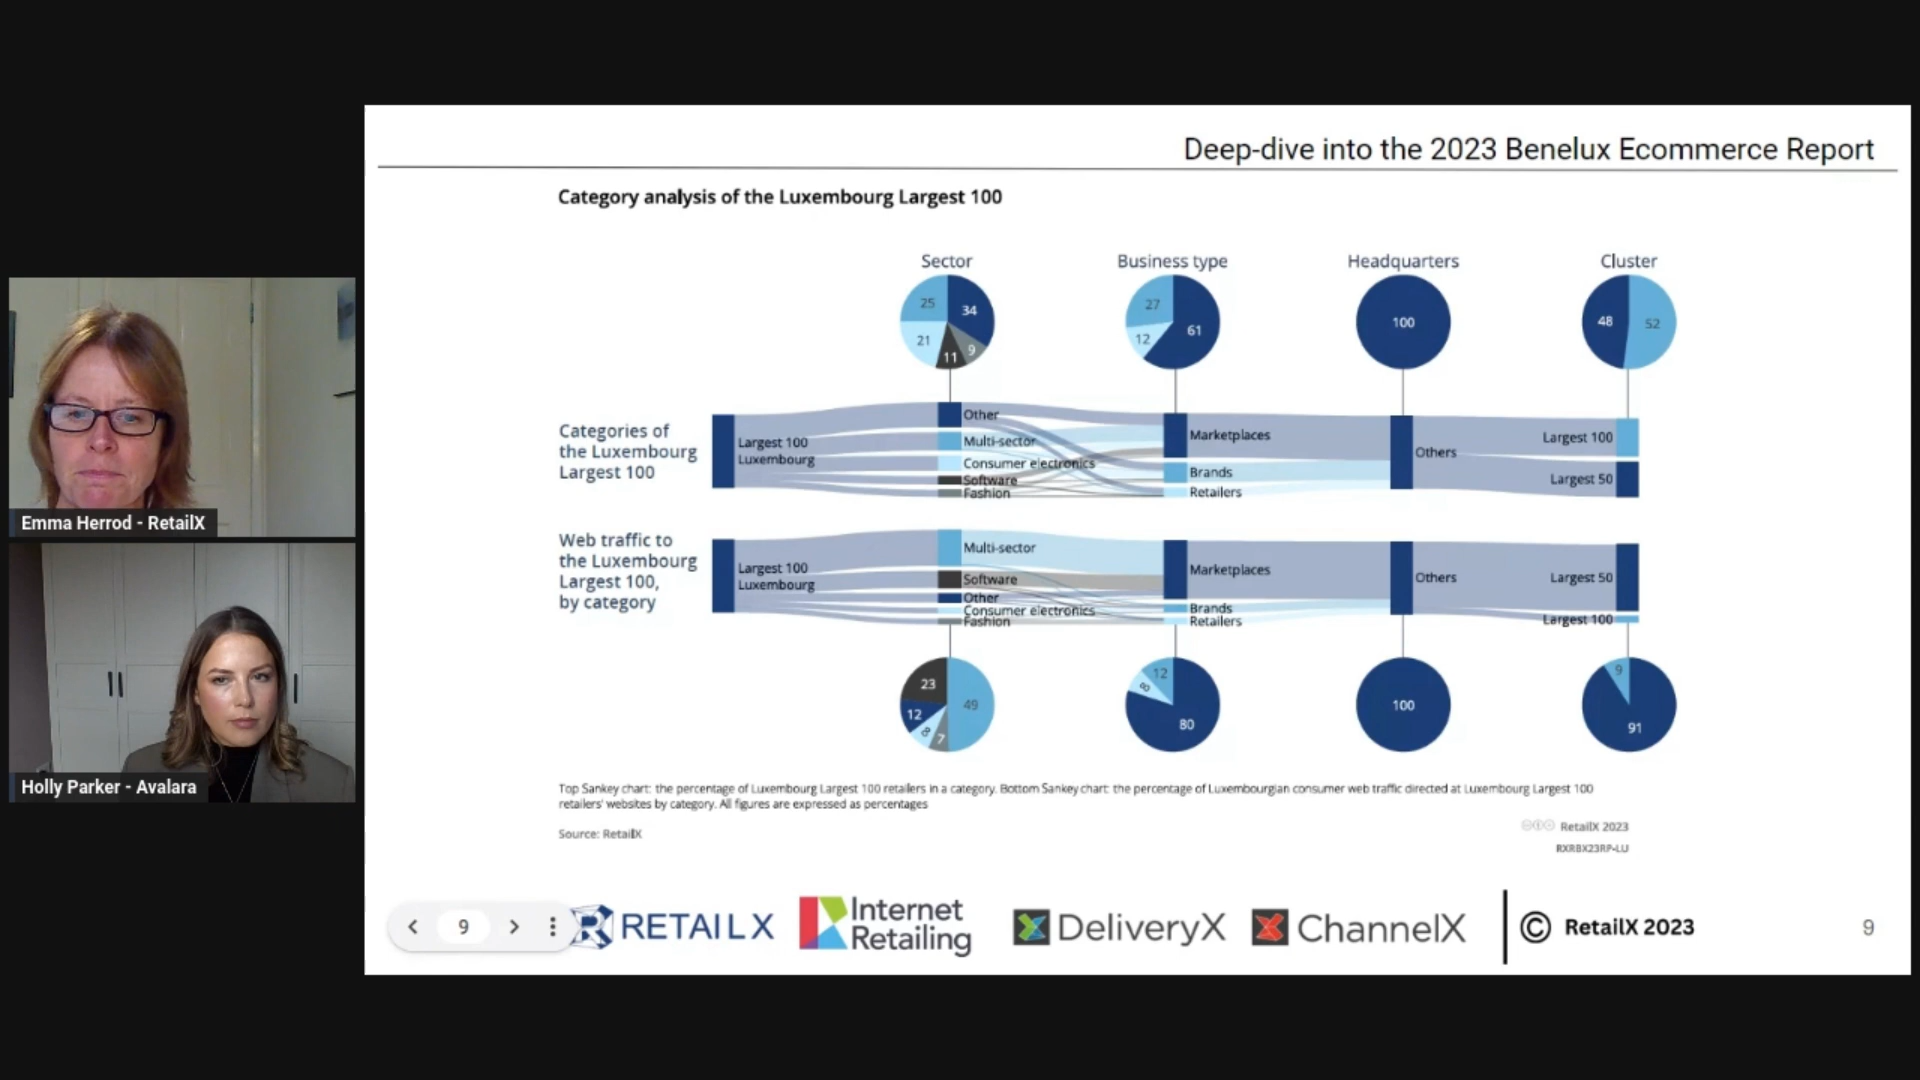 Deep-dive into the 2023 Benelux Ecommerce Report
Category analysis of the Luxembourg Largest 100
Sector
Business type
Headquarters
Cluster
25
34
21
11
9
27
61
12
100
48
52
Categories of
the Luxembourg
Largest 100
Largest 100
Luxembourg
Other
Multi-sector
Consumer electronics
Software
Fashion
Marketplaces
Brands
Retailers
Others
Largest 100
Largest 50
Web traffic to
the Luxembourg
Largest 100,
by category
Largest 100
Luxembourg
Multi-sector
Software
Other
Consumer electronics
Fashion
Marketplaces
Brands
Retailers
Others
Largest 50
Largest 100
23
49
12
8
7
12
8
80
100
9
91
Top Sankey chart: the percentage of Luxembourg Largest 100 retailers in a category. Bottom Sankey chart: the percentage of Luxembourgian consumer web traffic directed at Luxembourg Largest 100
retailers' websites by category. All figures are expressed as percentages
Source: RetailX
RetailX 2023
RXRBX23RP-LU
Emma Herrod - RetailX
Holly Parker - Avalara
9
RETAILX
Internet
Retailing
DeliveryX
ChannelX
© RetailX 2023
9